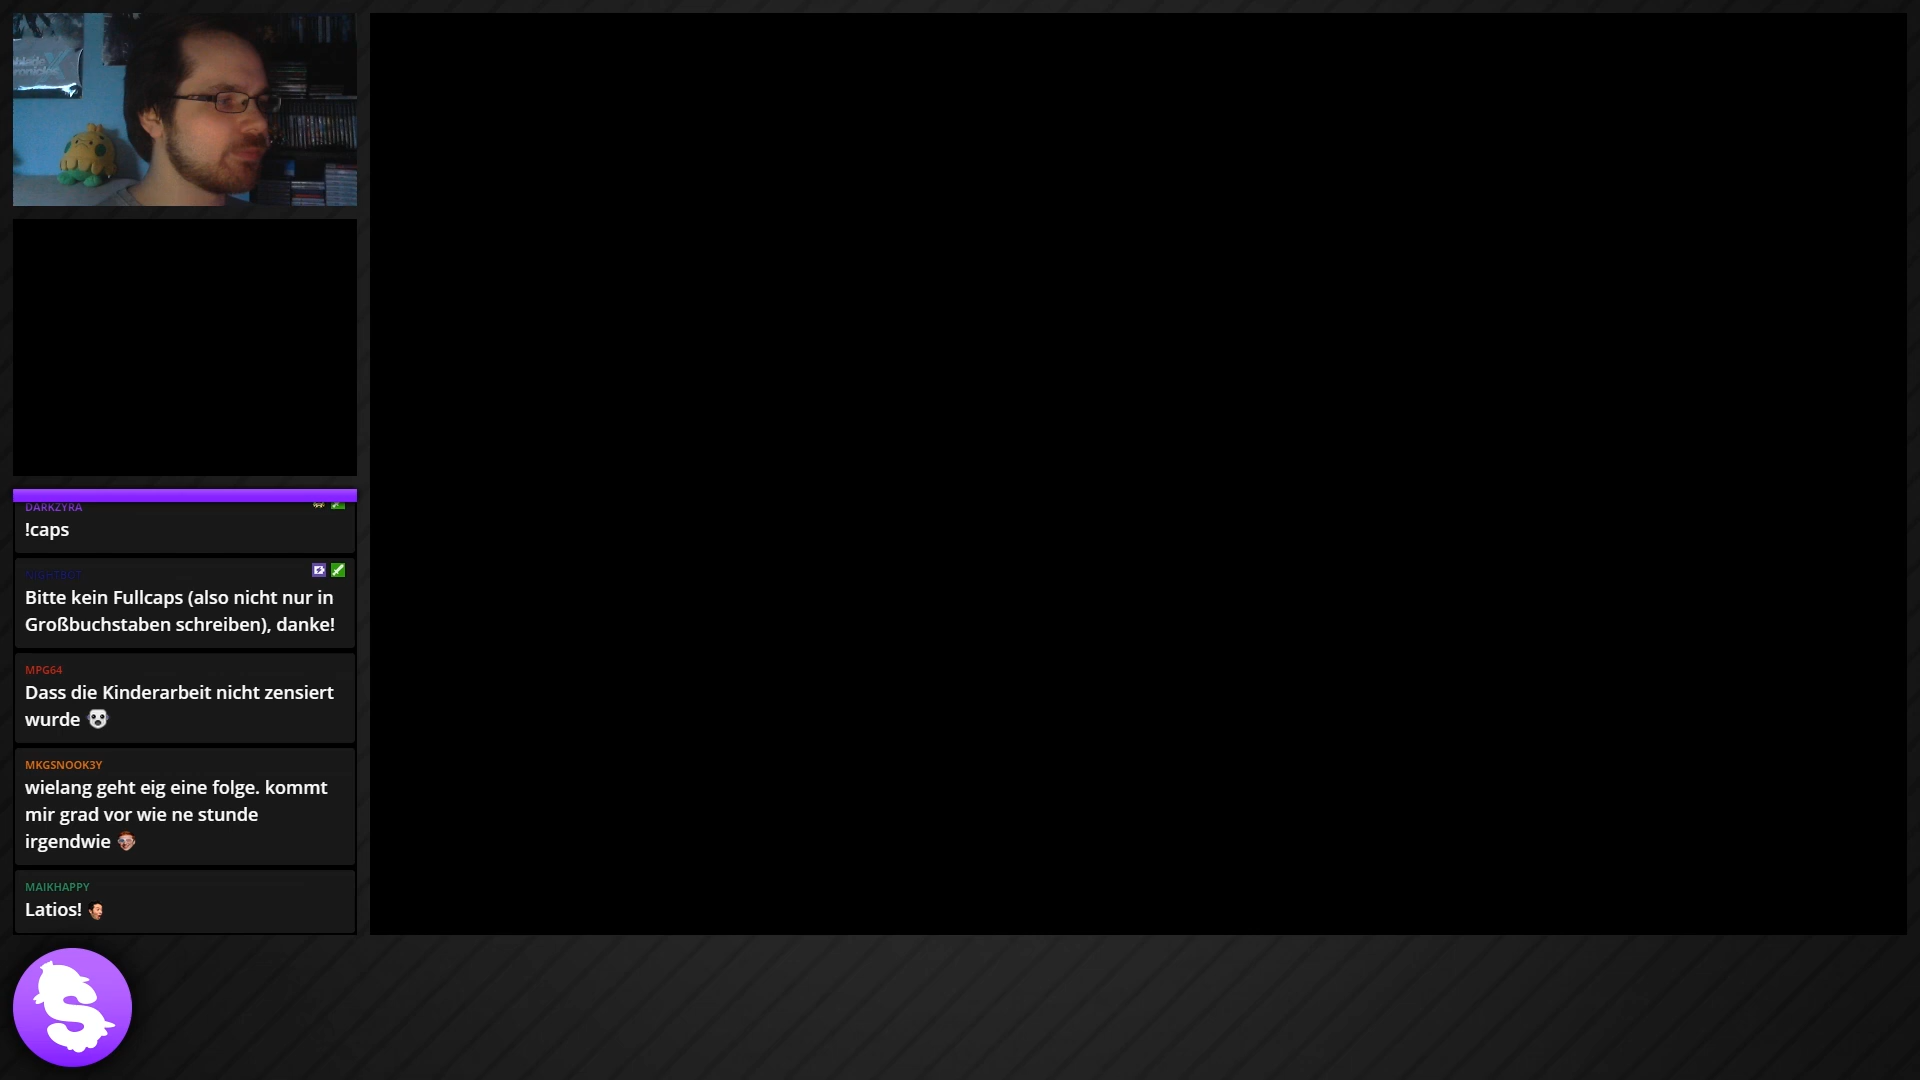 DARKZYRA
!caps
NIGHTBOT
Bitte kein Fullcaps (also nicht nur in
Großbuchstaben schreiben), danke!
MPG64
Dass die Kinderarbeit nicht zensiert
wurde
MKGSNOOK3Y
wielang geht eig eine folge. kommt
mir grad vor wie ne stunde
irgendwie
MAIKHAPPY
Latios!